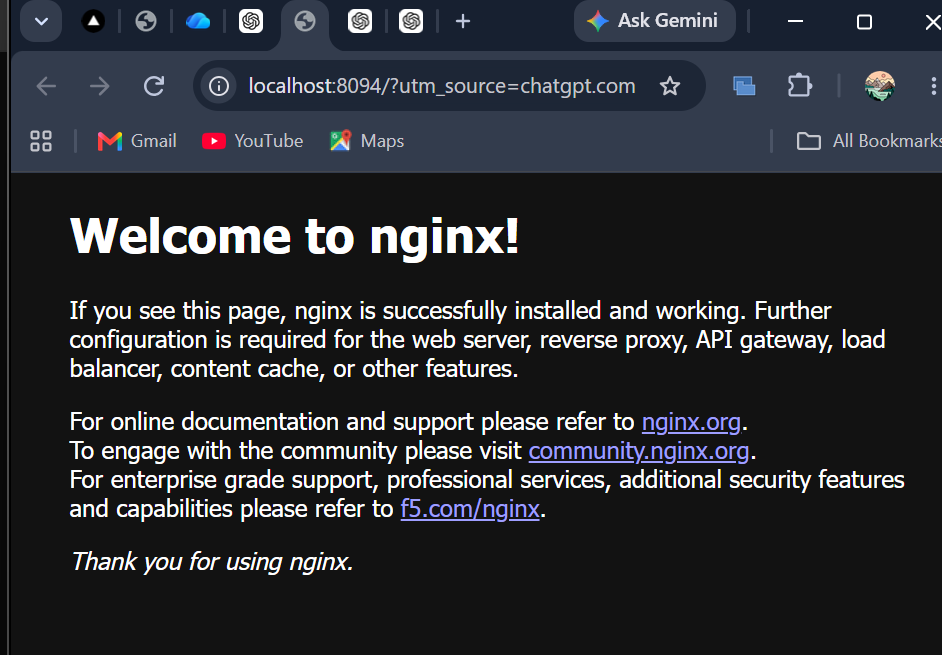 Ask Gemini
localhost:8094/?utm_source=chatgpt.com
Gmail
YouTube
Maps
All Bookmarks
Welcome to nginx!
If you see this page, nginx is successfully installed and working. Further
configuration is required for the web server, reverse proxy, API gateway, load
balancer, content cache, or other features.
For online documentation and support please refer to nginx.org.
To engage with the community please visit community.nginx.org.
For enterprise grade support, professional services, additional security features
and capabilities please refer to f5.com/nginx.
Thank you for using nginx.